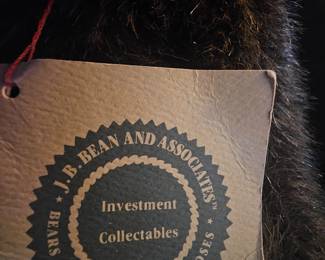 J. B. BEAN AND ASSOCIATES™
Investment
Collectables
BEARS